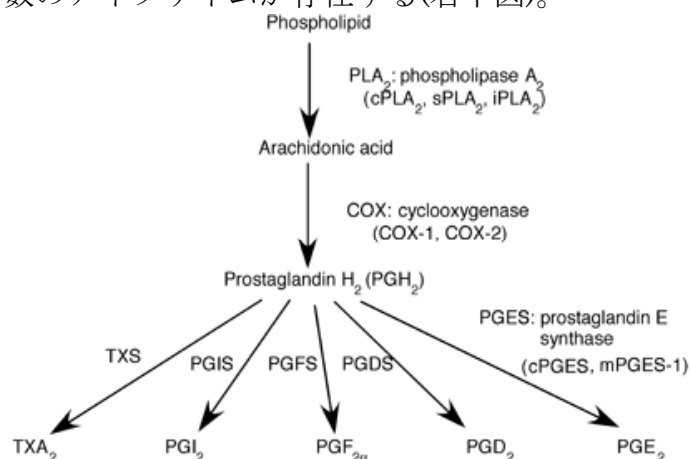 Phospholipid
PLA₂: phospholipase A₂
(cPLA₂, sPLA₂, iPLA₂)
Arachidonic acid
COX: cyclooxygenase
(COX-1, COX-2)
Prostaglandin H₂ (PGH₂)
PGES: prostaglandin E
synthase
(cPGES, mPGES-1)
TXS
PGIS
PGFS
PGDS
TXA₂
PGI₂
PGF₂α
PGD₂
PGE₂